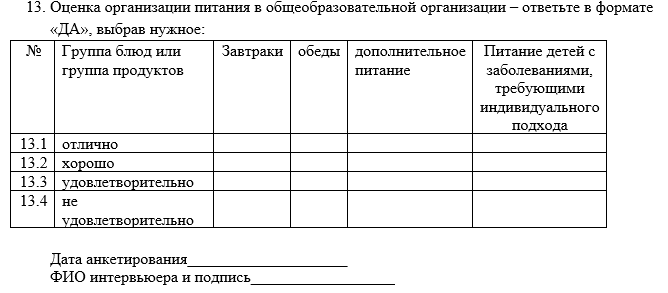 13. Оценка организации питания в общеобразовательной организации – ответьте в формате
«ДА», выбрав нужное:
№ Группа блюд или группа продуктов Завтраки обеды дополнительное питание Питание детей с заболеваниями, требующими индивидуального подхода
13.1 отлично
13.2 хорошо
13.3 удовлетворительно
13.4 не удовлетворительно
Дата анкетирования____________________
ФИО интервьюера и подпись__________________